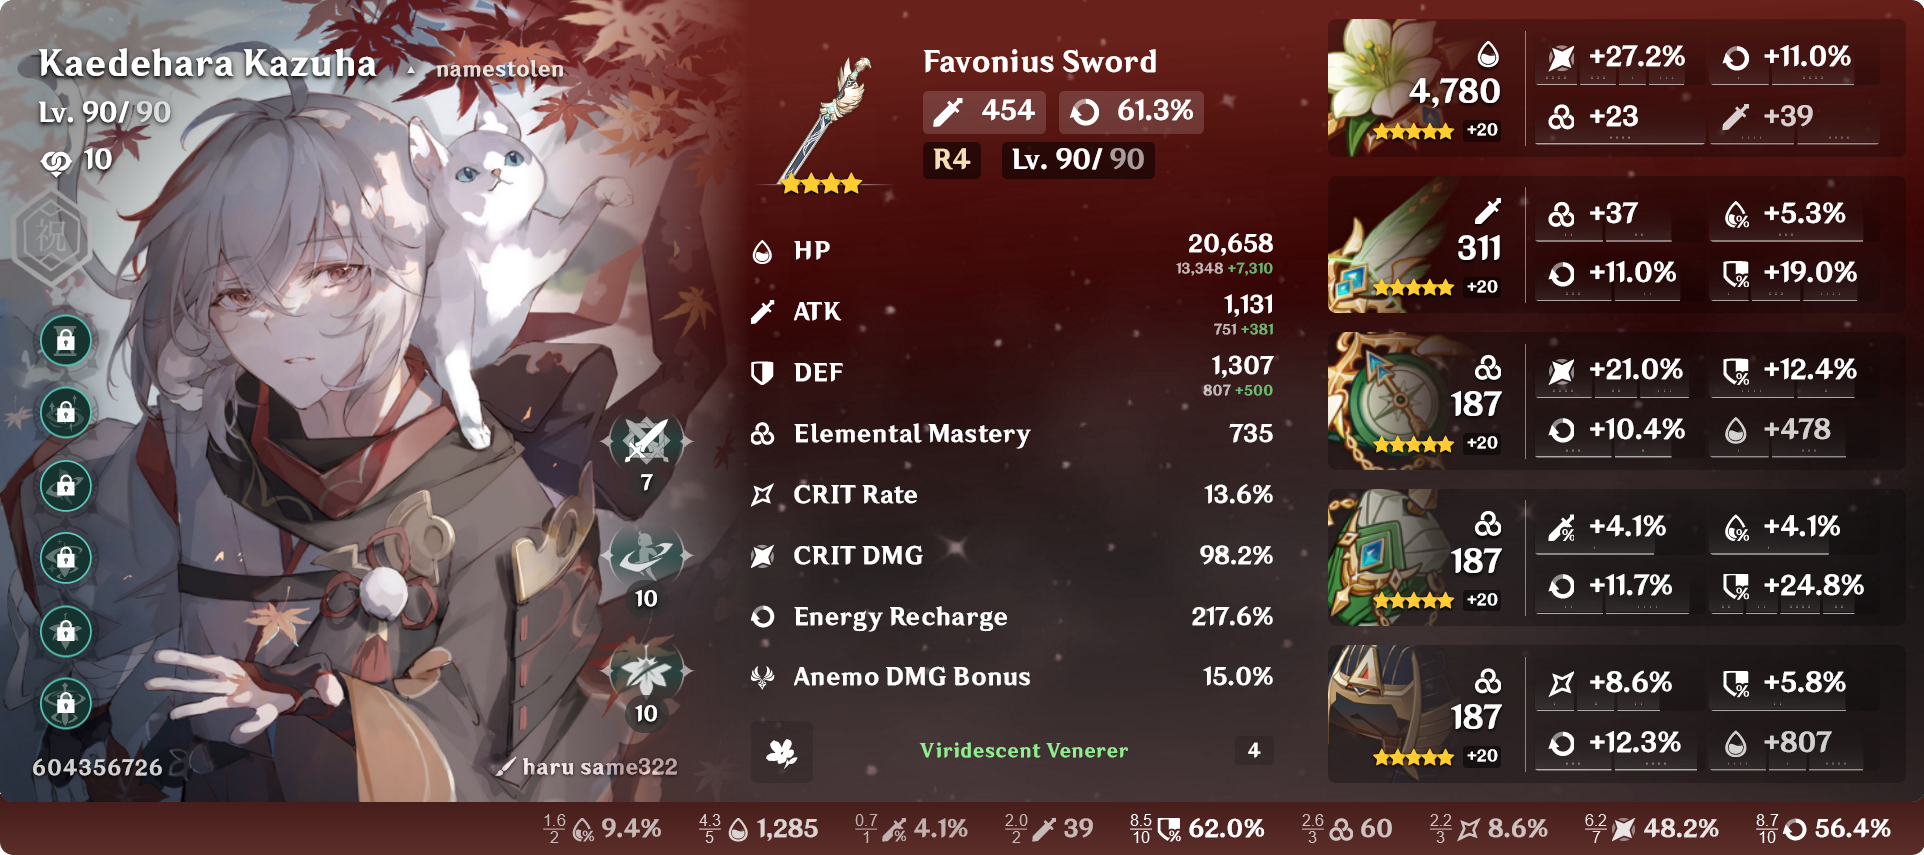 Kaedehara Kazuha ▲ namestolen
Lv. 90/ 90
10
祝
7
10
10
604356726
haru same322
Favonius Sword
454 61.3%
R4 Lv. 90/ 90
HP 20,658
13,348 +7,310
ATK 1,131
751 +381
DEF 1,307
807 +500
Elemental Mastery 735
CRIT Rate 13.6%
CRIT DMG 98.2%
Energy Recharge 217.6%
Anemo DMG Bonus 15.0%
Viridescent Venerer 4
4,780
+20
+27.2% +11.0%
+23 +39
311
+20
+37 +5.3%
+11.0% +19.0%
187
+20
+21.0% +12.4%
+10.4% +478
187
+20
+4.1% +4.1%
+11.7% +24.8%
187
+20
+8.6% +5.8%
+12.3% +807
1.6/2 9.4% 4.3/5 1,285 0.7/1 4.1% 2.0/2 39 8.5/10 62.0% 2.6/3 60 2.2/3 8.6% 6.2/7 48.2% 8.7/10 56.4%